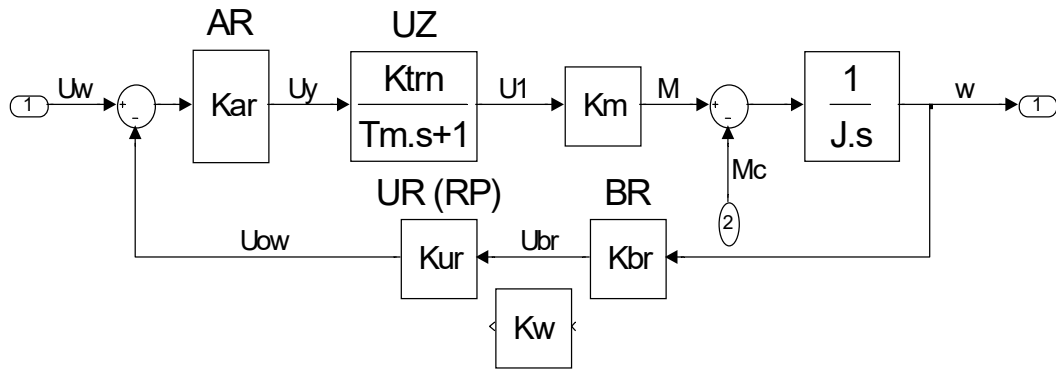 AR
UZ
Uw
+
-
Kar
Uy
Ktrn
Tm.s+1
U1
Km
M
+
-
1
J.s
w
1
1
Mc
2
UR (RP)
BR
Uow
Kur
Ubr
Kbr
Kw